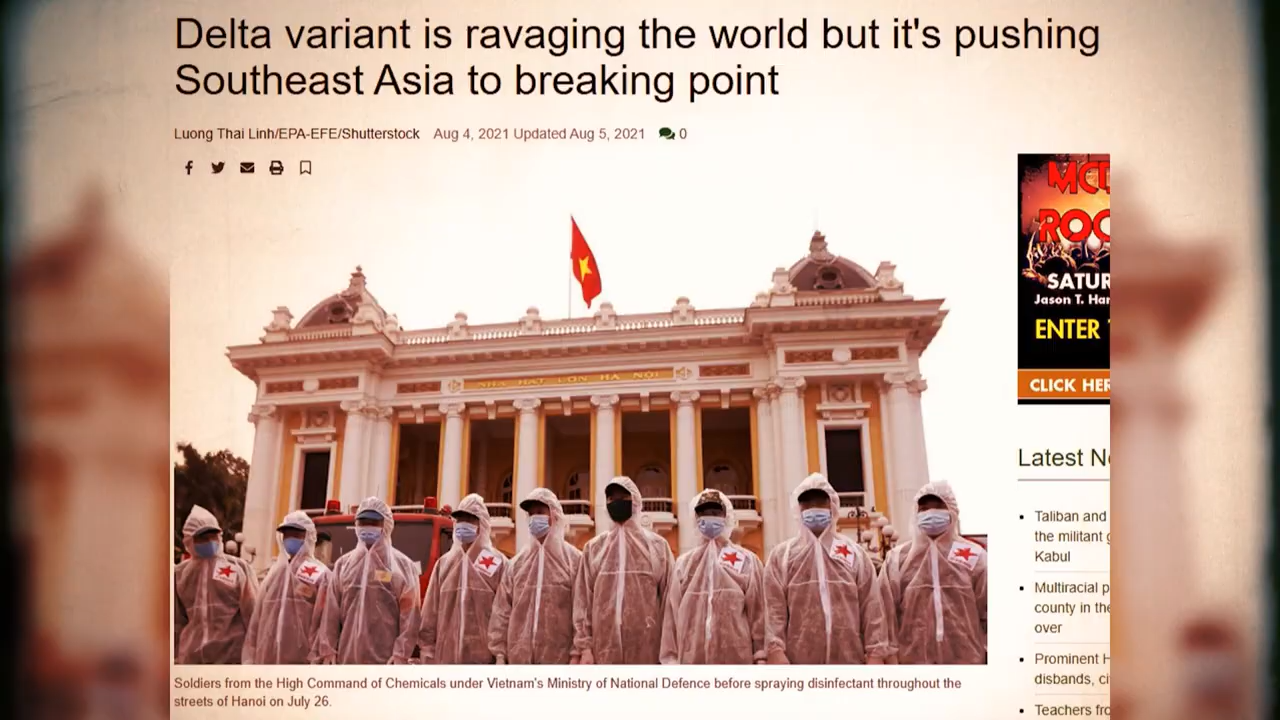 Delta variant is ravaging the world but it's pushing
Southeast Asia to breaking point
Luong Thai Linh/EPA-EFE/Shutterstock Aug 4, 2021 Updated Aug 5, 2021 0
NHÀ HÁT LỚN HÀ NỘI
SATUR
Jason T. Har
ENTER
CLICK HER
Latest Ne
Taliban and
the militant g
Kabul
Multiracial p
county in the
over
Prominent H
disbands, ci
Teachers fro
Soldiers from the High Command of Chemicals under Vietnam's Ministry of National Defence before spraying disinfectant throughout the
streets of Hanoi on July 26.